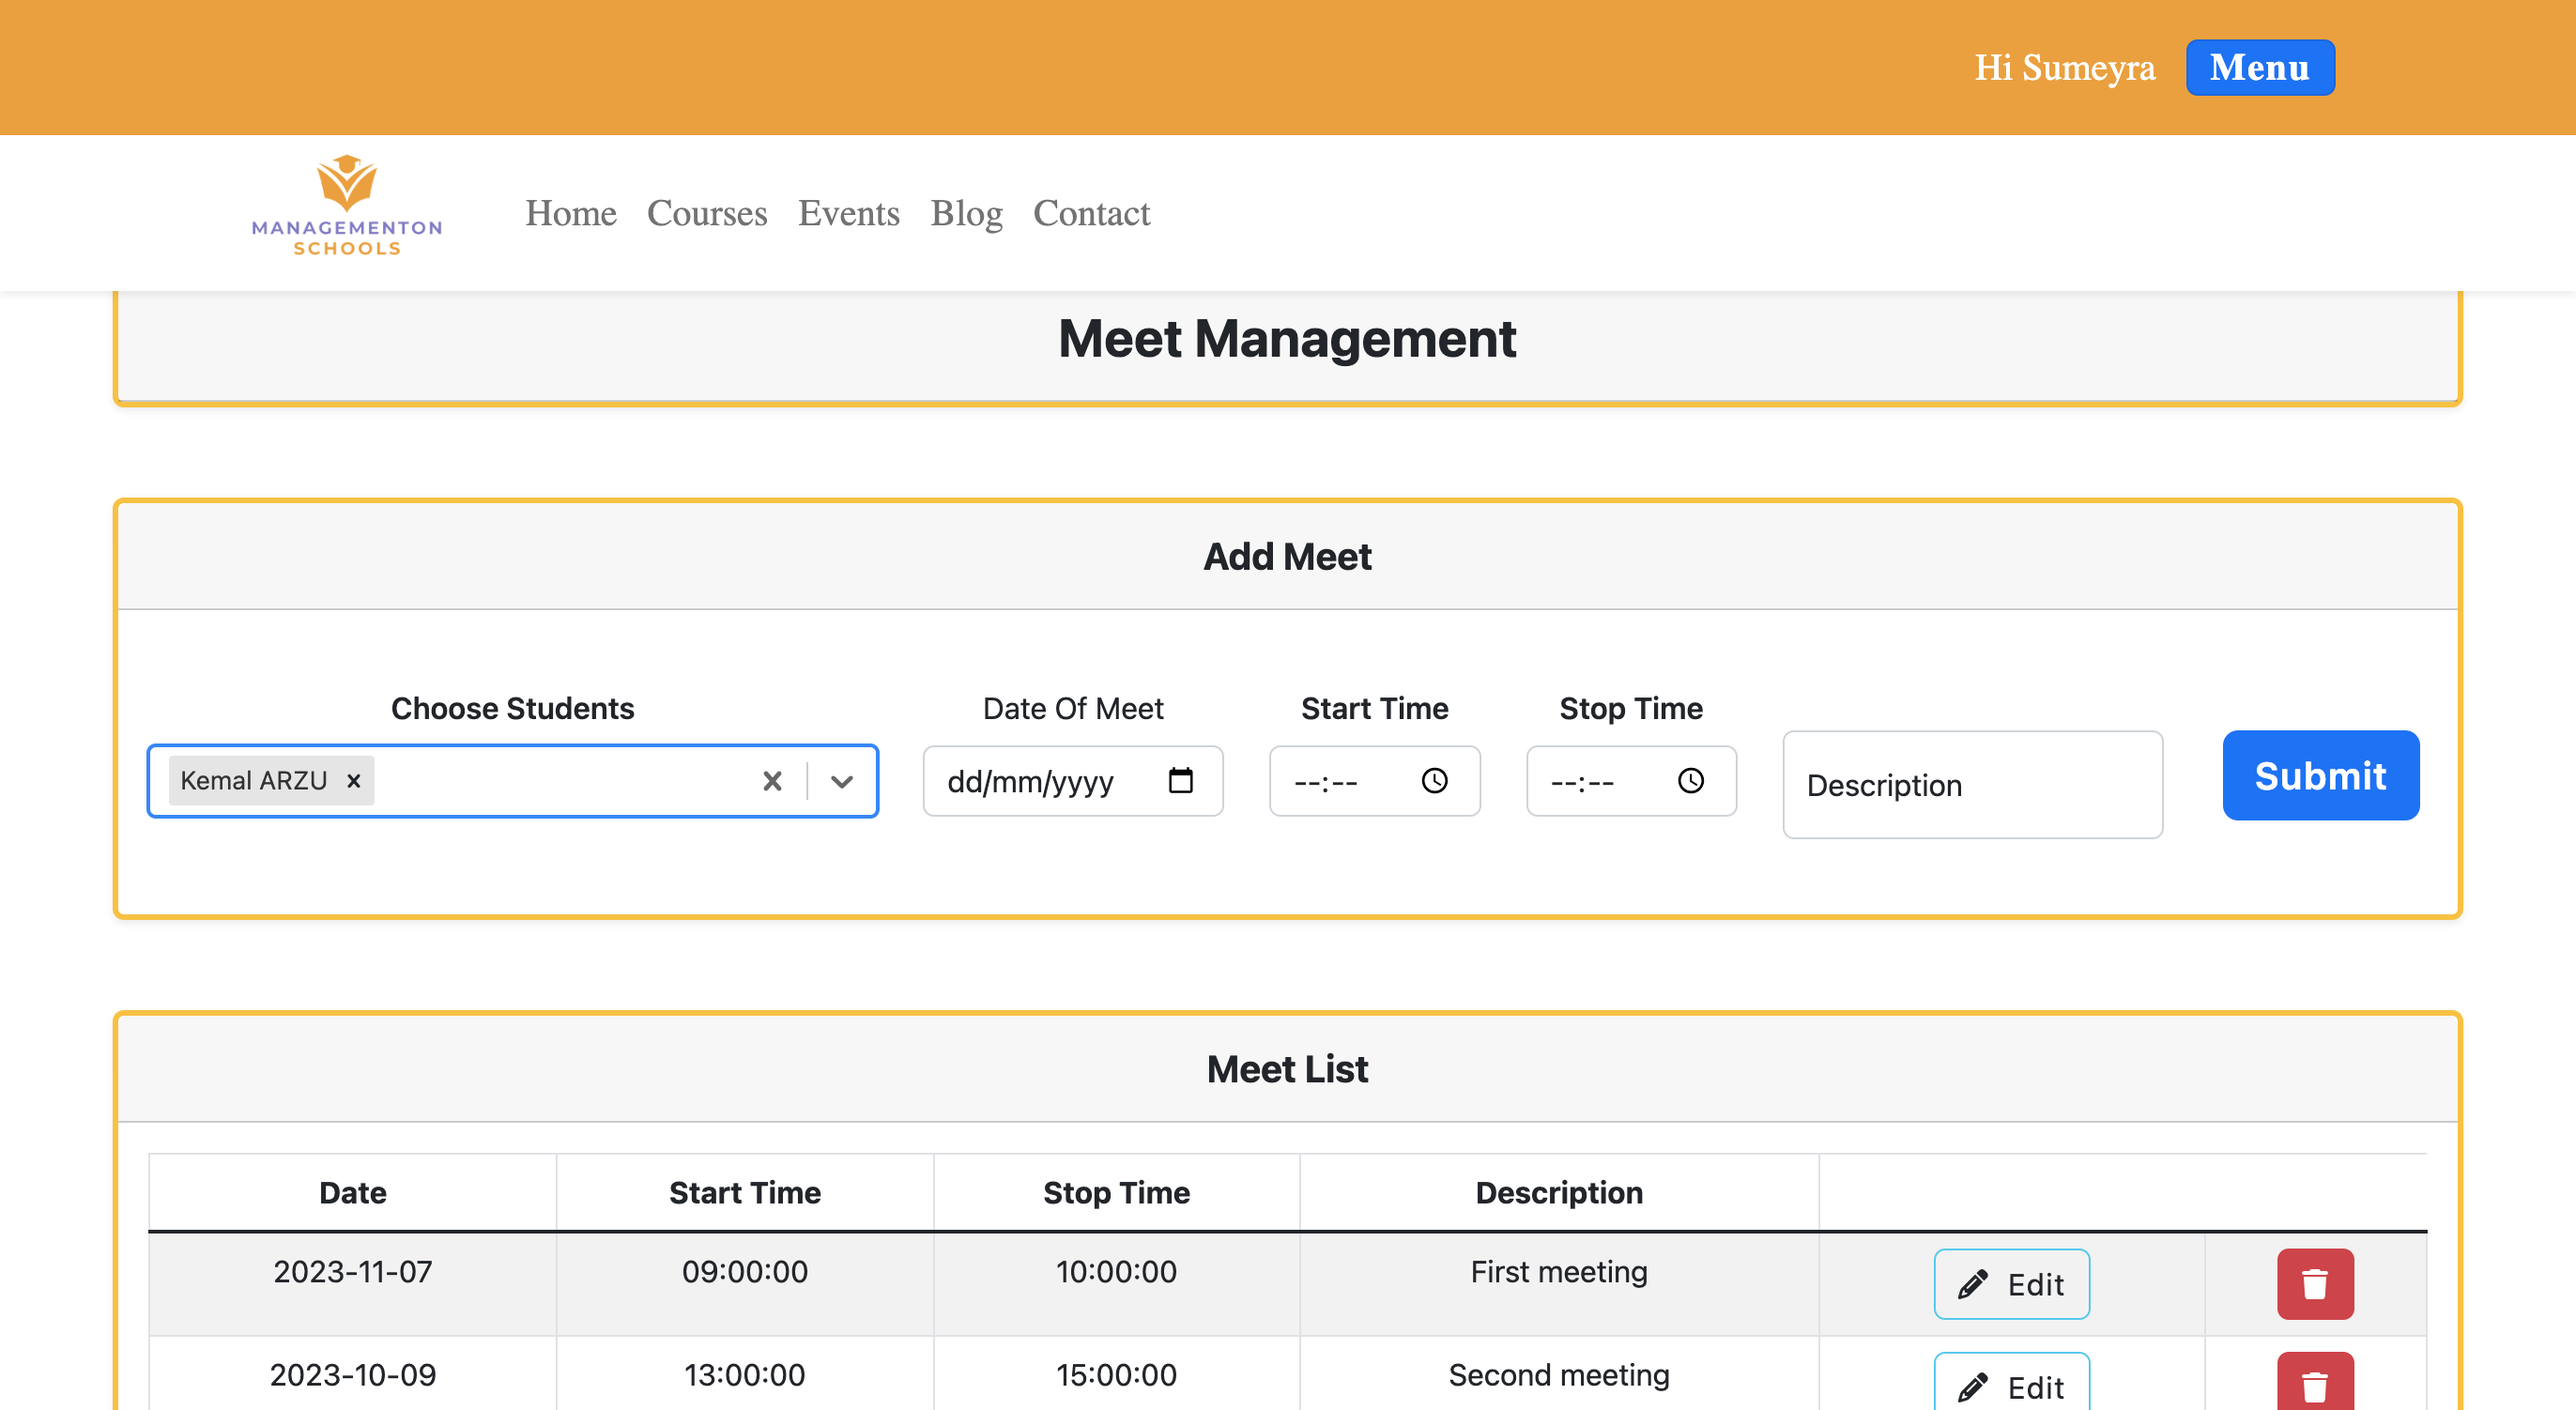 Hi Sumeyra Menu
MANAGEMENTON
SCHOOLS
Home Courses Events Blog Contact
Meet Management
Add Meet
Choose Students Date Of Meet Start Time Stop Time
Kemal ARZU dd/mm/yyyy --:-- --:-- Description Submit
Meet List
Date Start Time Stop Time Description
2023-11-07 09:00:00 10:00:00 First meeting Edit
2023-10-09 13:00:00 15:00:00 Second meeting Edit